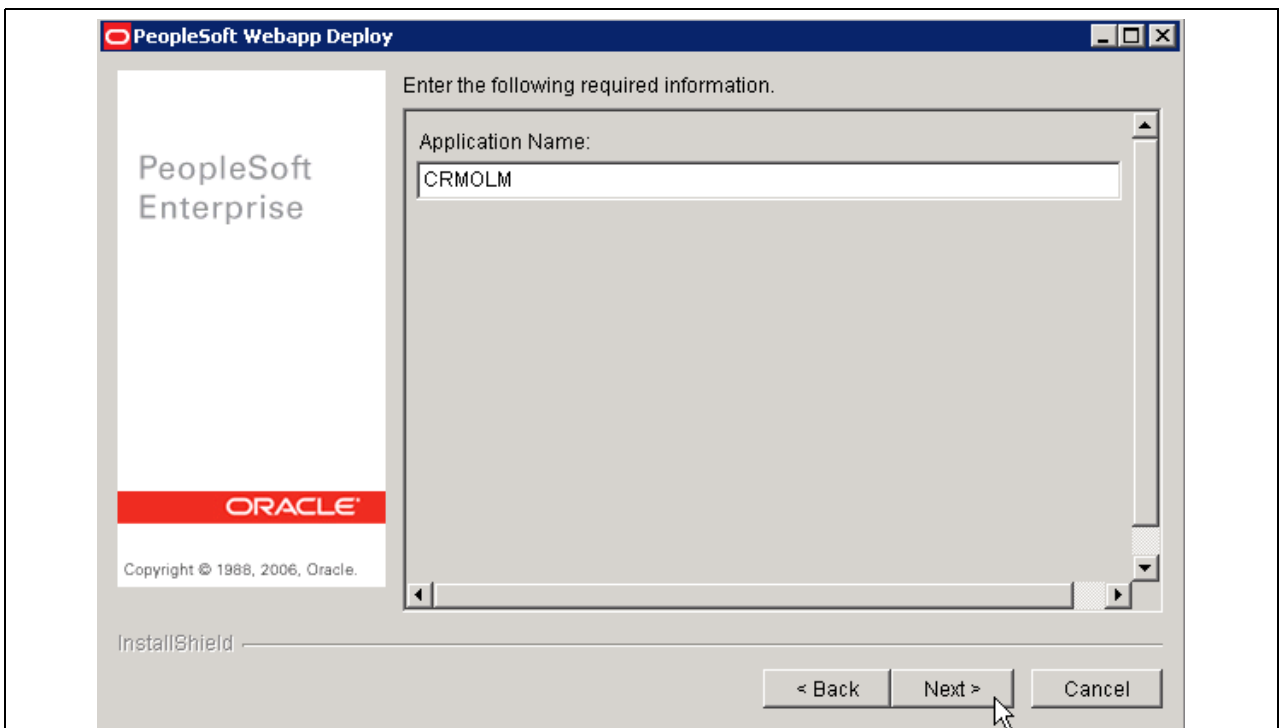 PeopleSoft Webapp Deploy
Enter the following required information.
PeopleSoft
Enterprise
Application Name:
CRMOLM
ORACLE®
Copyright © 1988, 2006, Oracle.
InstallShield
< Back
Next >
Cancel